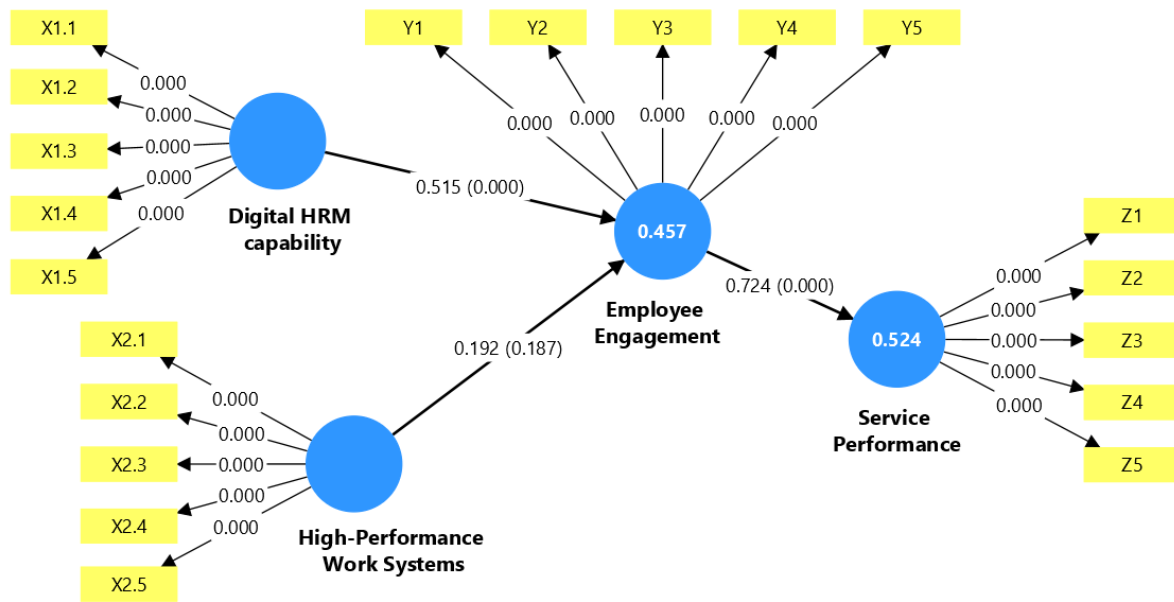 X1.1
X1.2
X1.3
X1.4
X1.5
0.000
0.000
0.000
0.000
0.000
Digital HRM
capability
Y1
Y2
Y3
Y4
Y5
0.000
0.000
0.000
0.000
0.000
0.515 (0.000)
0.457
Employee
Engagement
0.192 (0.187)
0.724 (0.000)
X2.1
X2.2
X2.3
X2.4
X2.5
0.000
0.000
0.000
0.000
0.000
High-Performance
Work Systems
0.524
Service
Performance
0.000
0.000
0.000
0.000
0.000
Z1
Z2
Z3
Z4
Z5